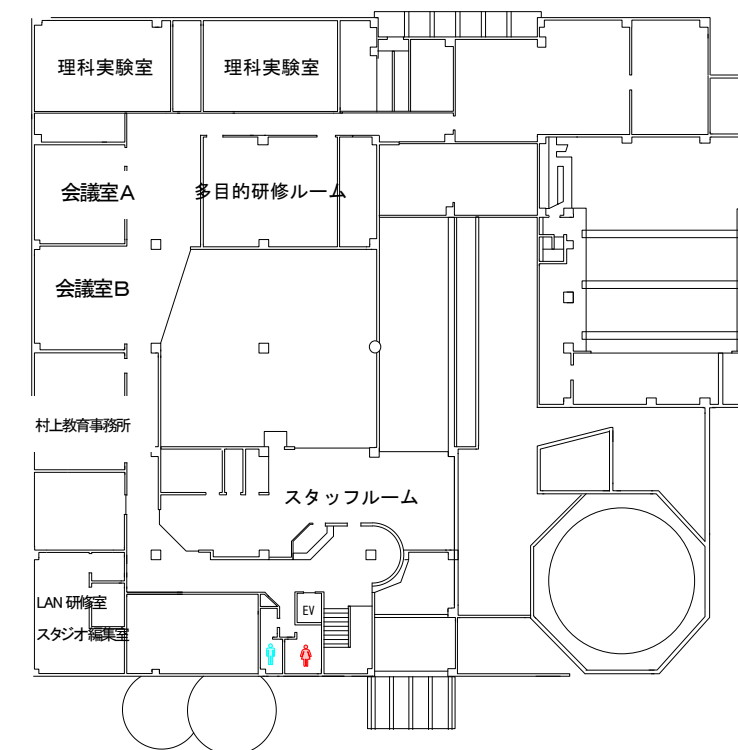 理科実験室
理科実験室
会議室A
多目的研修ルーム
会議室B
村上教育事務所
スタッフルーム
LAN 研修室
スタジオ編集室
EV